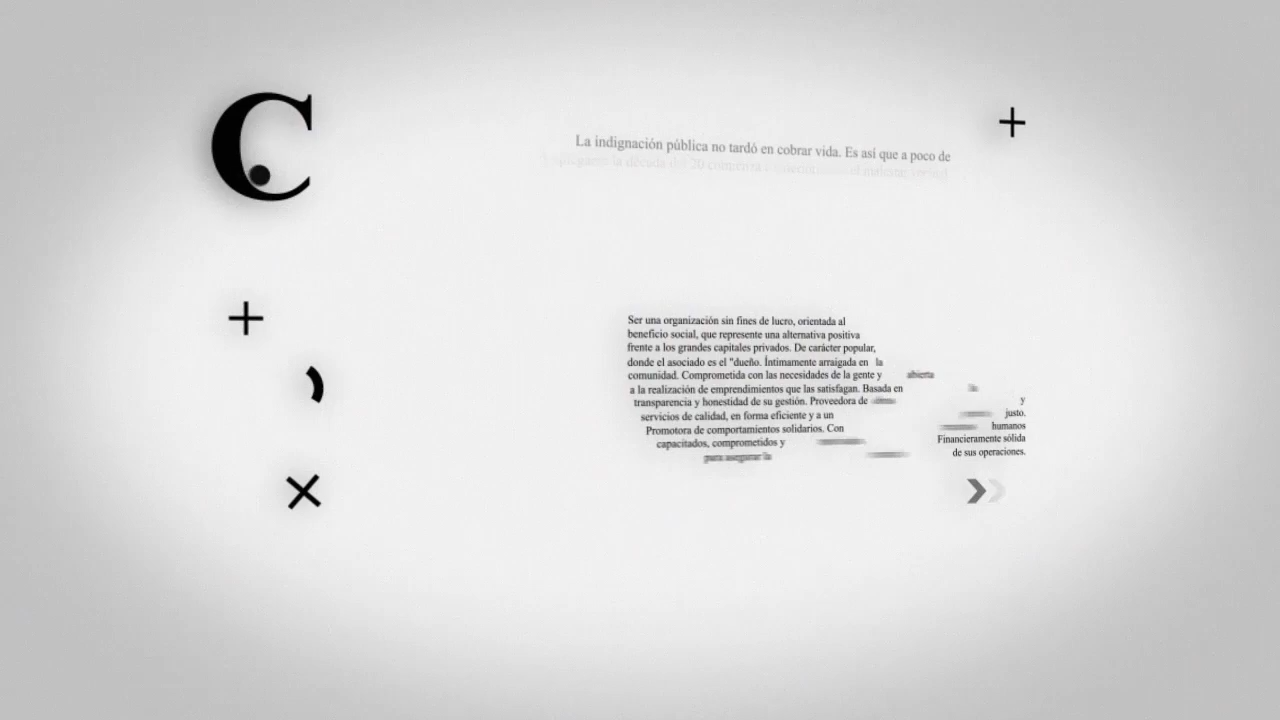 C
La indignación pública no tardó en cobrar vida. Es así que a poco de
Ser una organización sin fines de lucro, orientada al
beneficio social, que represente una alternativa positiva
frente a los grandes capitales privados. De carácter popular,
donde el asociado es el "dueño. Íntimamente arraigada en la
comunidad. Comprometida con las necesidades de la gente y abierta
a la realización de emprendimientos que las satisfagan. Basada en
transparencia y honestidad de su gestión. Proveedora de y
servicios de calidad, en forma eficiente y a un justo.
Promotora de comportamientos solidarios. Con humanos
capacitados, comprometidos y Financieramente sólida
para asegurar la de sus operaciones.